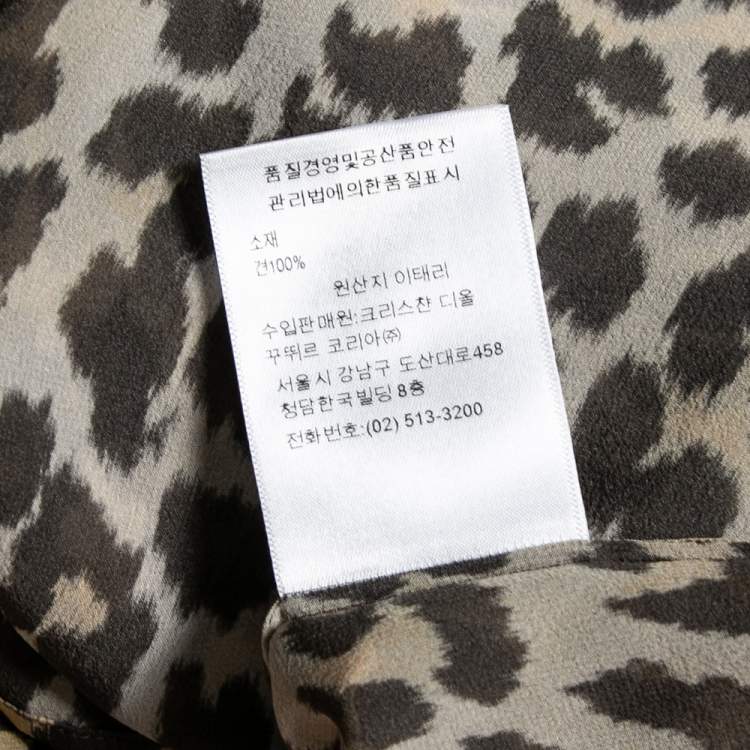 품질경영및공산품안전
관리법에의한품질표시
소재
견100%
원산지 이태리
수입판매원:크리스챤 디올
꾸뛰르 코리아㈜
서울시 강남구 도산대로458
청담한국빌딩 8층
전화번호:(02) 513-3200